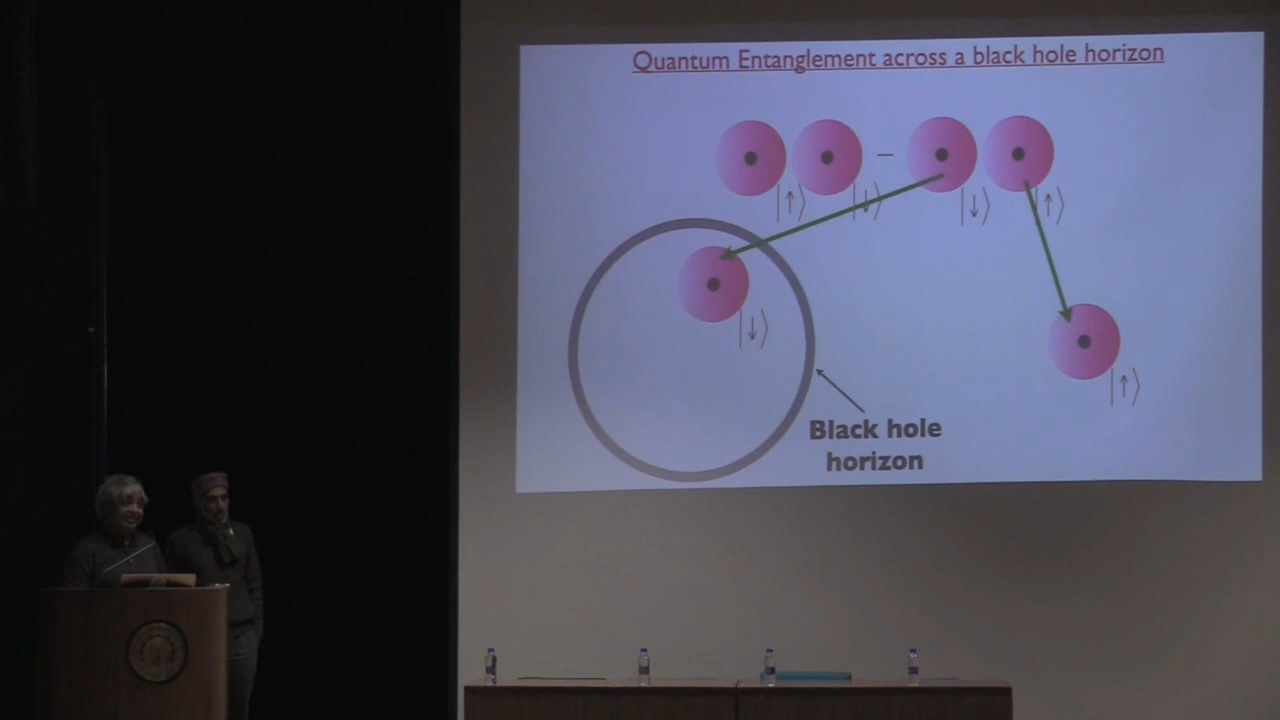 Quantum Entanglement across a black hole horizon
–
|↑⟩ |↓⟩ |↓⟩ |↑⟩
|↓⟩
|↑⟩
Black hole
horizon